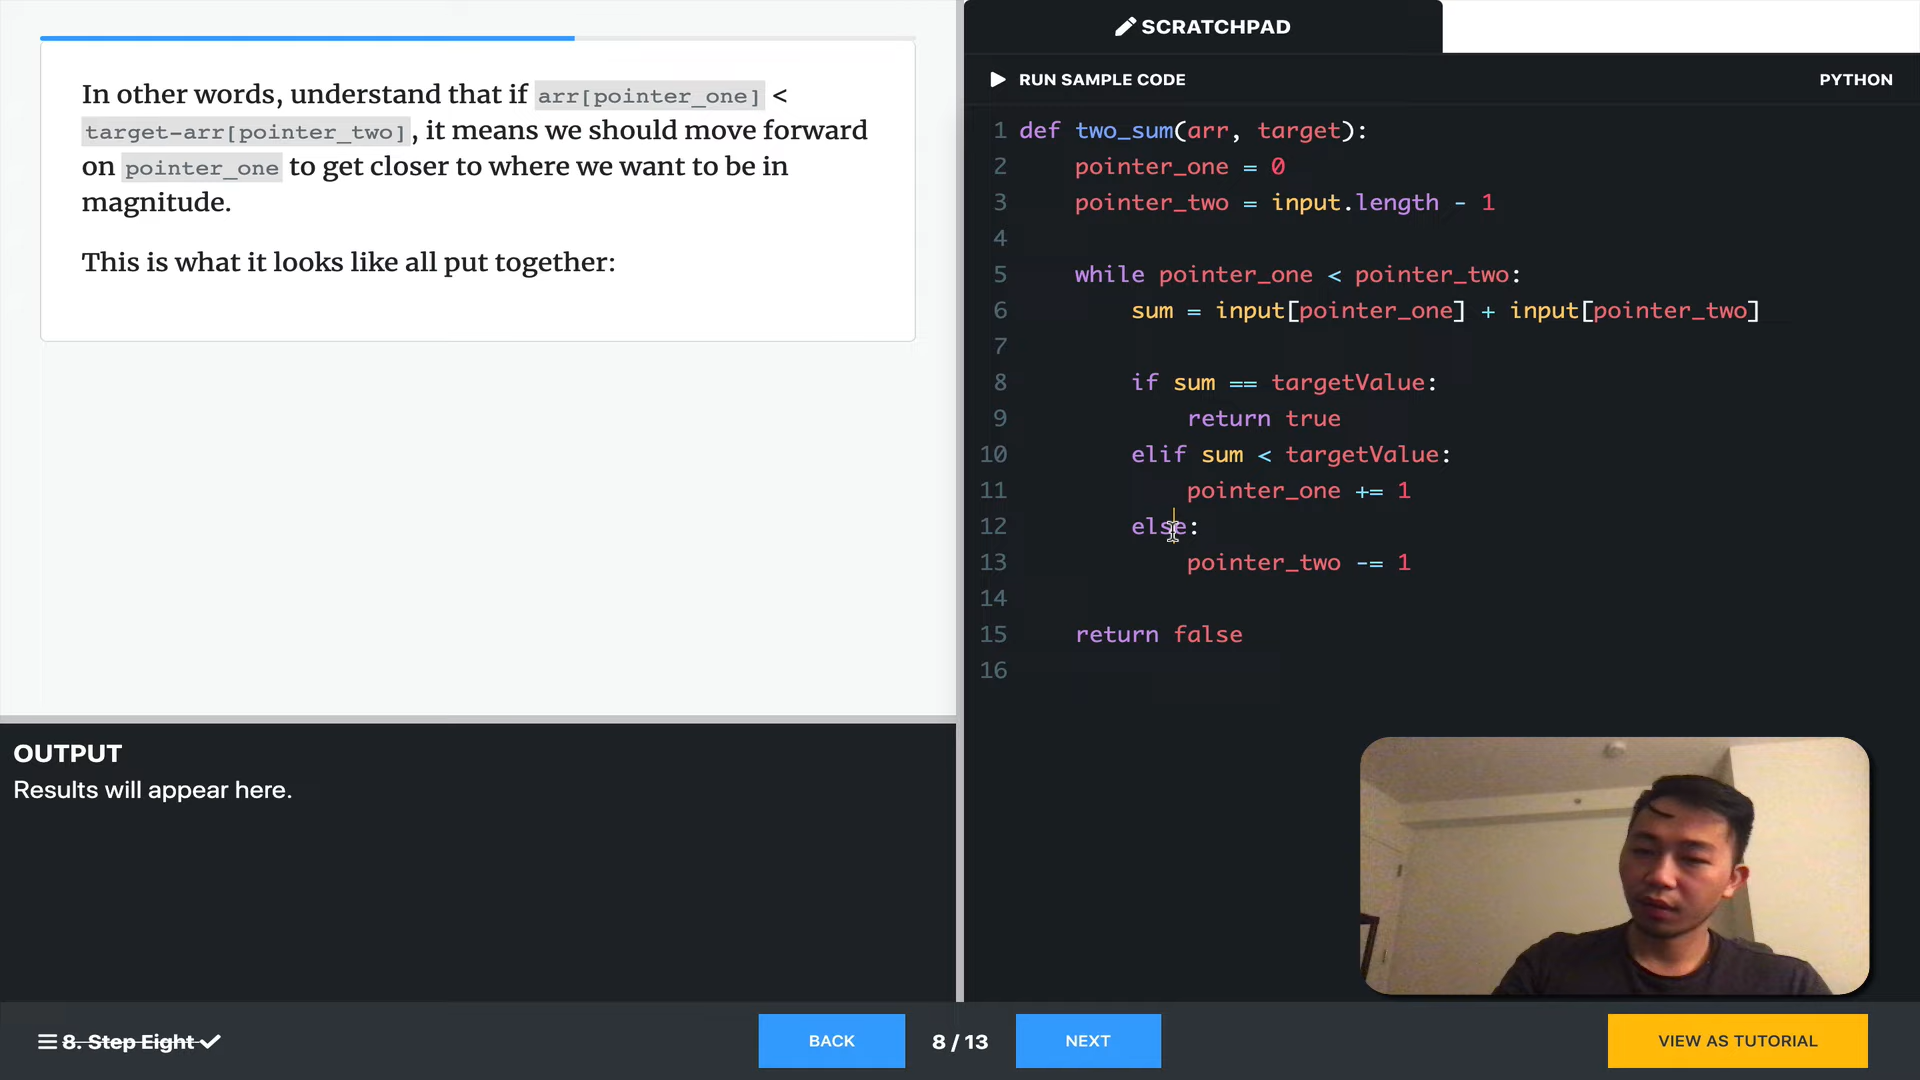 In other words, understand that if arr[pointer_one] <
target-arr[pointer_two], it means we should move forward
on pointer_one to get closer to where we want to be in
magnitude.
This is what it looks like all put together:
OUTPUT
Results will appear here.
SCRATCHPAD
RUN SAMPLE CODE PYTHON
1 def two_sum(arr, target):
2     pointer_one = 0
3     pointer_two = input.length - 1
4
5     while pointer_one < pointer_two:
6         sum = input[pointer_one] + input[pointer_two]
7
8         if sum == targetValue:
9             return true
10         elif sum < targetValue:
11             pointer_one += 1
12         else:
13             pointer_two -= 1
14
15     return false
16
8. Step Eight BACK 8 / 13 NEXT VIEW AS TUTORIAL